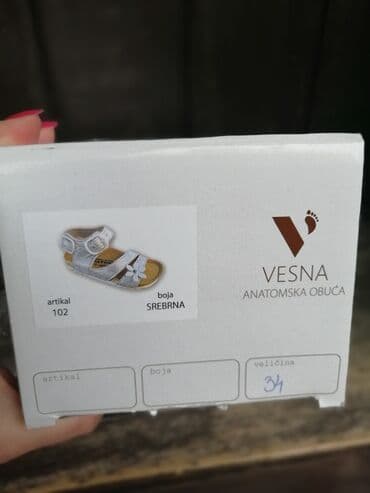 artikal
102
boja
SREBRNA
VESNA
ANATOMSKA OBUĆA
artikal
boja
veličina
34